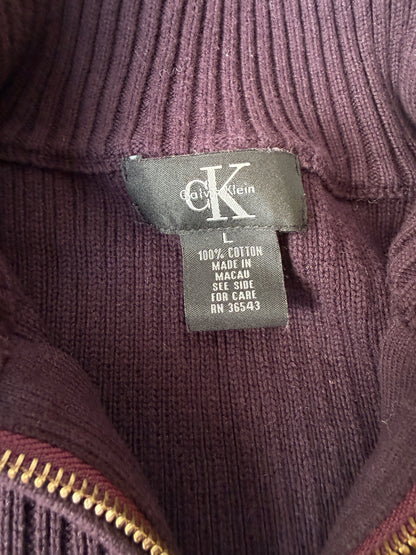 cK
Calvin Klein
L
100% COTTON
MADE IN
MACAU
SEE SIDE
FOR CARE
RN 36543